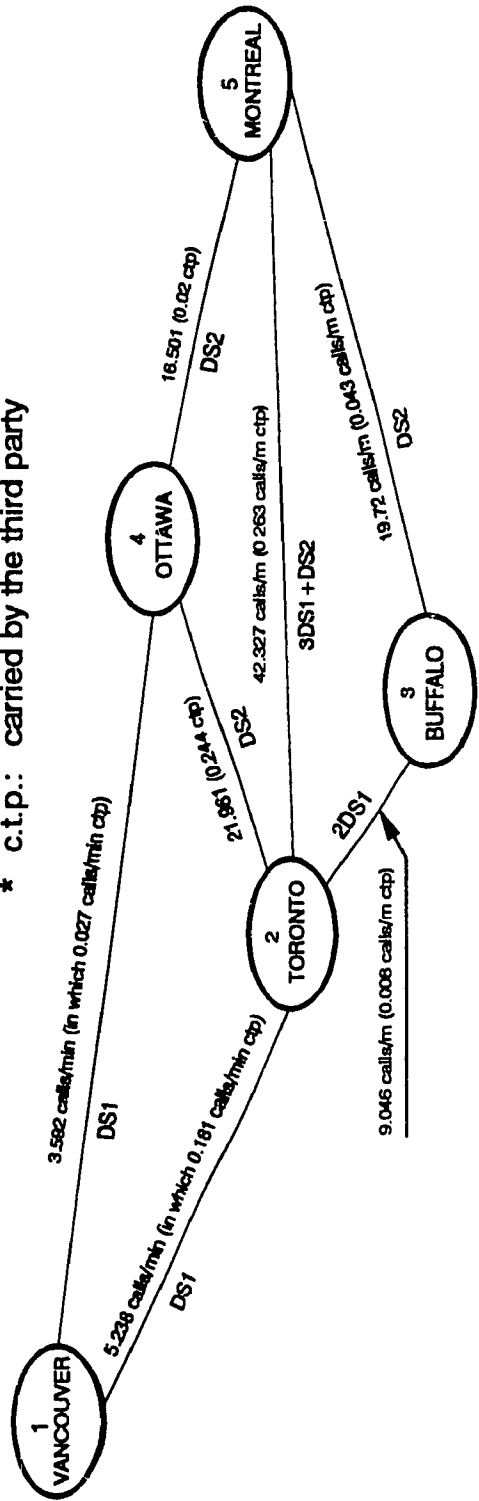 * c.t.p.: carried by the third party
1
VANCOUVER
3.592 calls/min (in which 0.027 calls/min ctp)
DS1
5.238 calls/min (in which 0.161 calls/min ctp)
DS1
4
OTTAWA
16.501 (0.02 ctp)
DS2
21.961 (0.244 ctp)
DS2
5
MONTREAL
42.327 calls/m (0 263 calls/m ctp)
3DS1+DS2
2
TORONTO
2DS1
9.046 calls/m (0.008 calls/m ctp)
3
BUFFALO
19.72 calls/m (0.043 calls/m ctp)
DS2